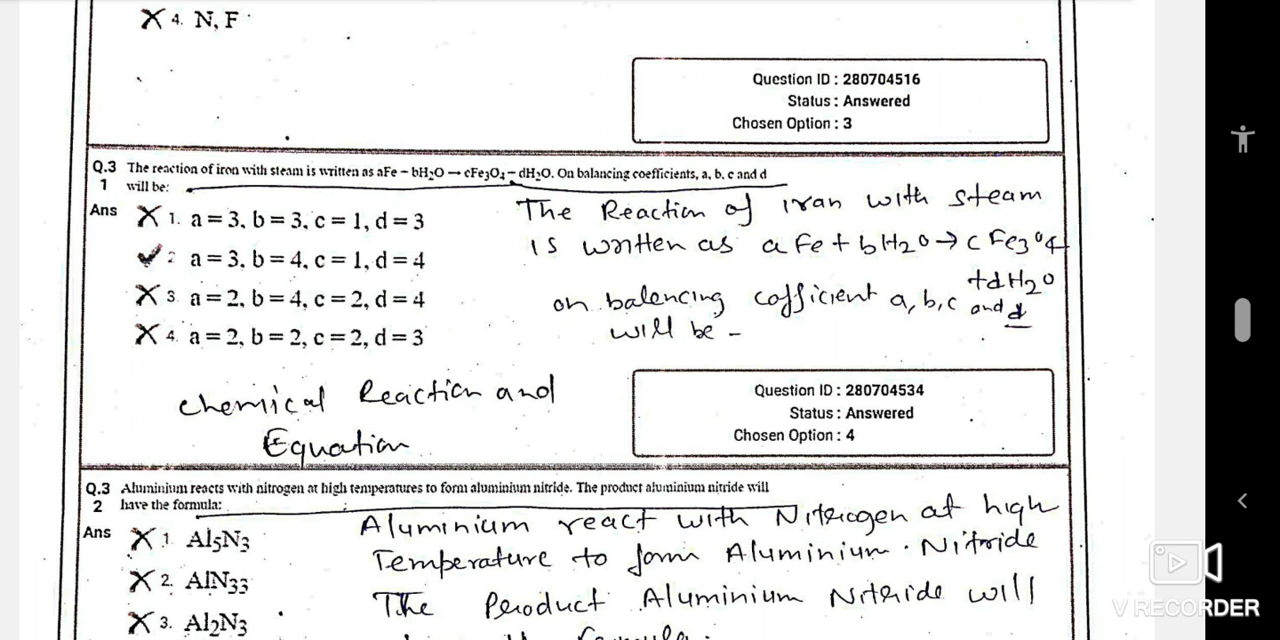 4. N, F
Question ID : 280704516
Status : Answered
Chosen Option : 3
Q.3 The reaction of iron with steam is written as aFe – bH₂O → cFe₃O₄ – dH₂O. On balancing coefficients, a, b, c and d
1 will be:
Ans 1. a = 3, b = 3, c = 1, d = 3
2 a = 3, b = 4, c = 1, d = 4
3. a = 2, b = 4, c = 2, d = 4
4. a = 2, b = 2, c = 2, d = 3
The Reaction of iran with steam
is written as a Fe + b H₂O → c Fe₃O₄
+ d H₂O
on balencing cofficient a, b, c and d
will be –
Chemical Reaction and
Equation
Question ID : 280704534
Status : Answered
Chosen Option : 4
Q.3 Aluminium reacts with nitrogen at high temperatures to form aluminium nitride. The product aluminium nitride will
2 have the formula:
Ans 1. Al₅N₃
2. AlN₃₃
3. Al₂N₃
Aluminium react with Nitrogen at high
Temperature to form Aluminium Nitride
The Product Aluminium Nitride will
formula
V RECORDER